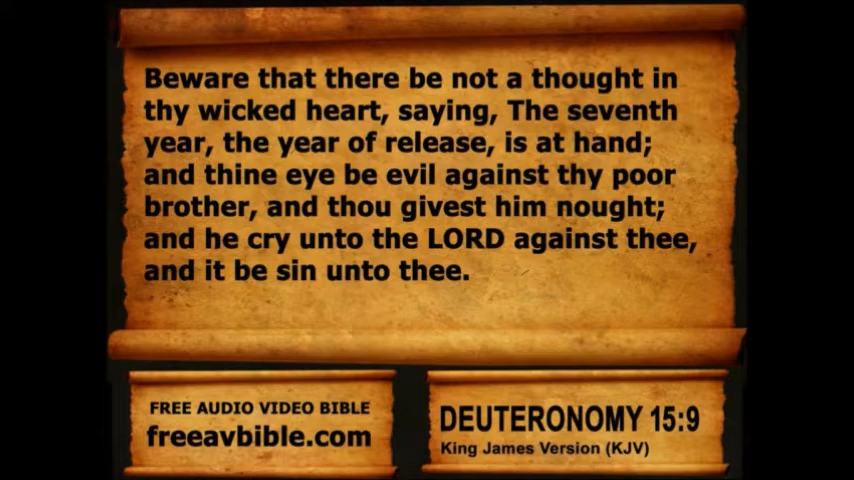 Beware that there be not a thought in
thy wicked heart, saying, The seventh
year, the year of release, is at hand;
and thine eye be evil against thy poor
brother, and thou givest him nought;
and he cry unto the LORD against thee,
and it be sin unto thee.
FREE AUDIO VIDEO BIBLE
freeavbible.com
DEUTERONOMY 15:9
King James Version (KJV)